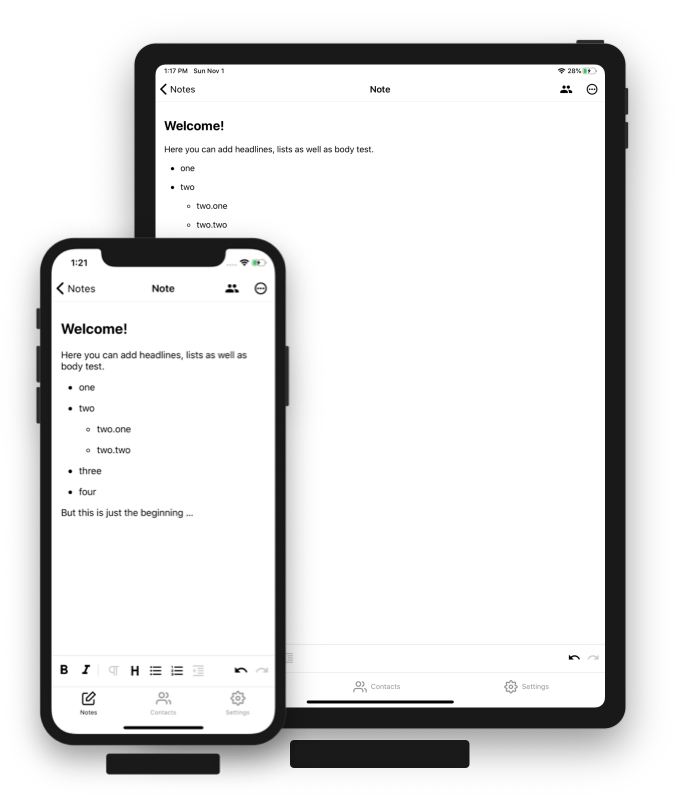 1:17 PM Sun Nov 1
28%
Notes
Note
Welcome!
Here you can add headlines, lists as well as body test.
• one
• two
◦ two.one
◦ two.two
Contacts
Settings
1:21
Notes
Note
Welcome!
Here you can add headlines, lists as well as
body test.
• one
• two
◦ two.one
◦ two.two
• three
• four
But this is just the beginning ...
B I H
Notes
Contacts
Settings